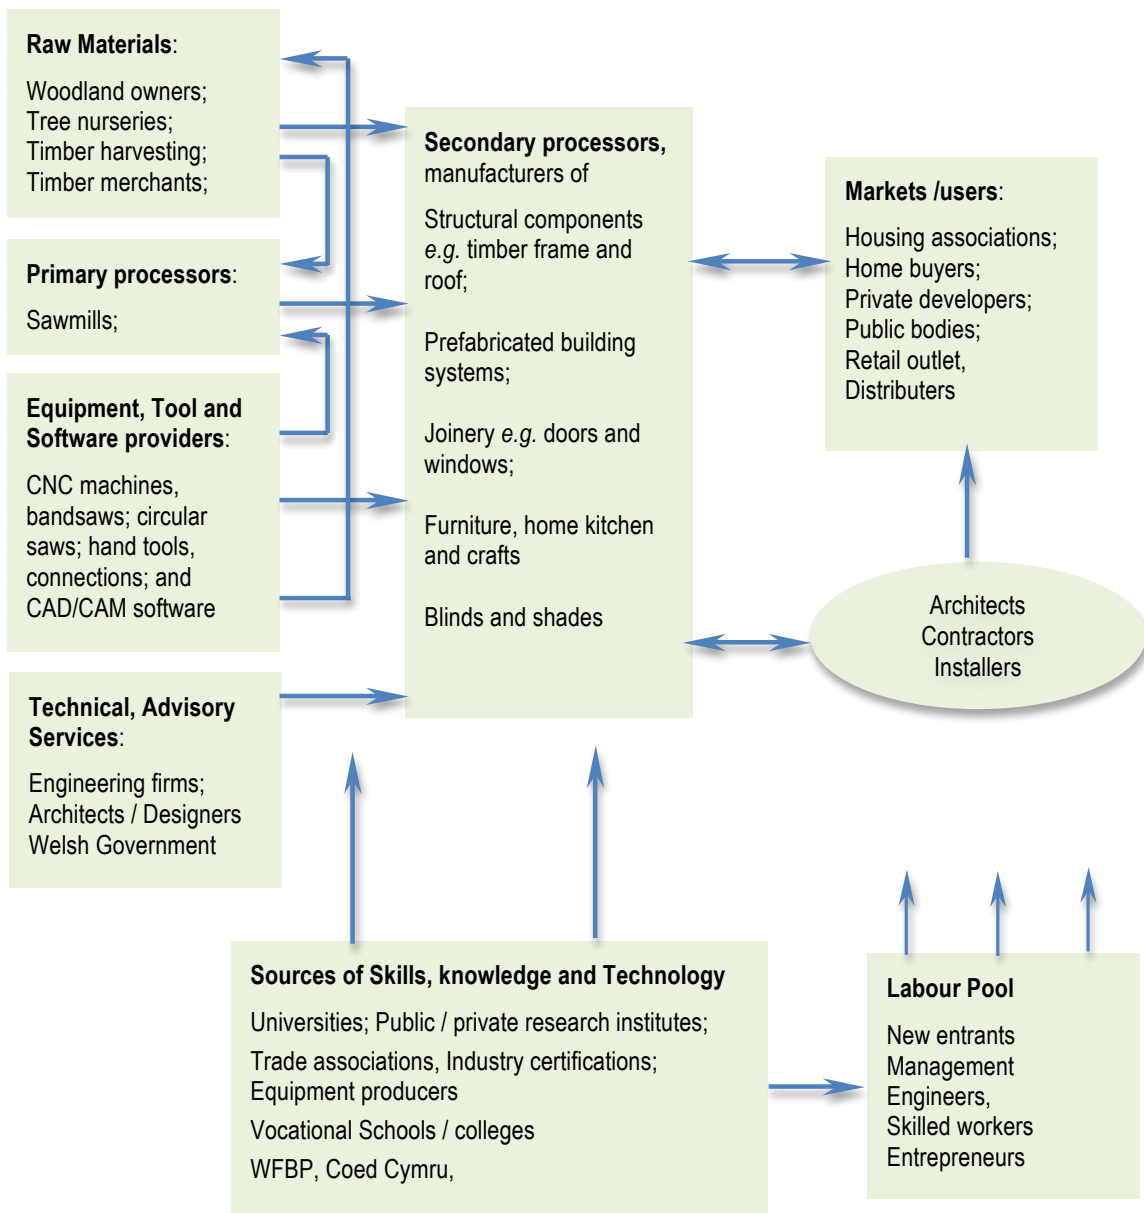 Raw Materials:
Woodland owners;
Tree nurseries;
Timber harvesting;
Timber merchants;
Primary processors:
Sawmills;
Equipment, Tool and
Software providers:
CNC machines,
bandsaws; circular
saws; hand tools,
connections; and
CAD/CAM software
Technical, Advisory
Services:
Engineering firms;
Architects / Designers
Welsh Government
Secondary processors,
manufacturers of
Structural components
e.g. timber frame and
roof;
Prefabricated building
systems;
Joinery e.g. doors and
windows;
Furniture, home kitchen
and crafts
Blinds and shades
Markets /users:
Housing associations;
Home buyers;
Private developers;
Public bodies;
Retail outlet,
Distributers
Architects
Contractors
Installers
Sources of Skills, knowledge and Technology
Universities; Public / private research institutes;
Trade associations, Industry certifications;
Equipment producers
Vocational Schools / colleges
WFBP, Coed Cymru,
Labour Pool
New entrants
Management
Engineers,
Skilled workers
Entrepreneurs